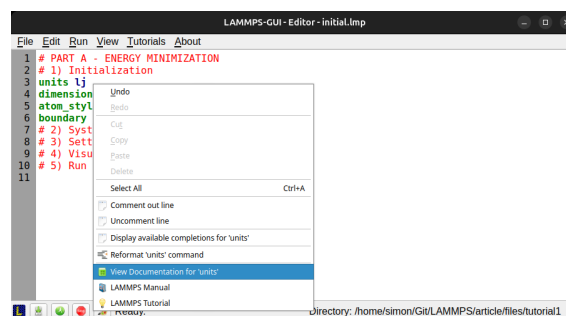 LAMMPS-GUI - Editor - initial.lmp
File Edit Run View Tutorials About
1 # PART A - ENERGY MINIMIZATION
2 # 1) Initialization
3 units lj
4 dimension
5 atom_styl
6 boundary
7 # 2) Syst
8 # 3) Sett
9 # 4) Visu
10 # 5) Run
11
Undo
Redo
Cut
Copy
Paste
Delete
Select All Ctrl+A
Comment out line
Uncomment line
Display available completions for 'units'
Reformat 'units' command
View Documentation for 'units'
LAMMPS Manual
LAMMPS Tutorial
Ready. Directory: /home/simon/Git/LAMMPS/article/files/tutorial1